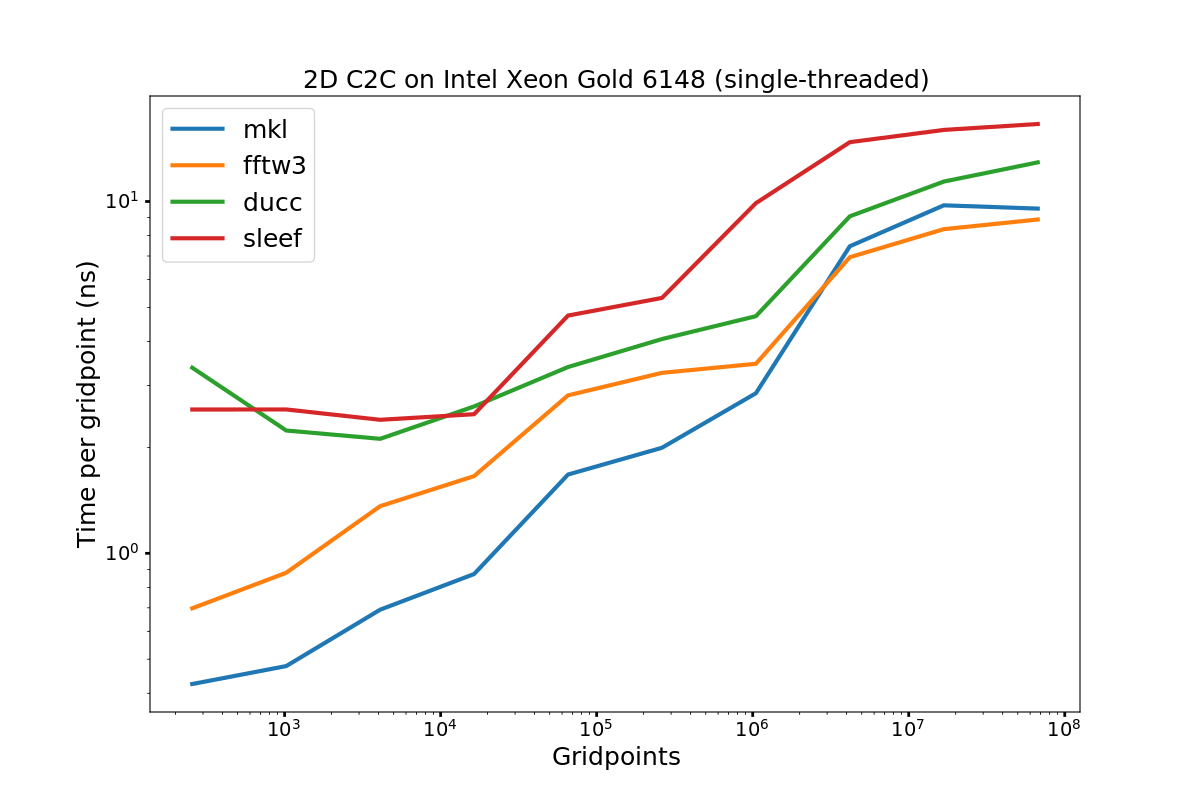 2D C2C on Intel Xeon Gold 6148 (single-threaded)
mkl
fftw3
ducc
sleef
10¹
10⁰
Time per gridpoint (ns)
10³ 10⁴ 10⁵ 10⁶ 10⁷ 10⁸
Gridpoints